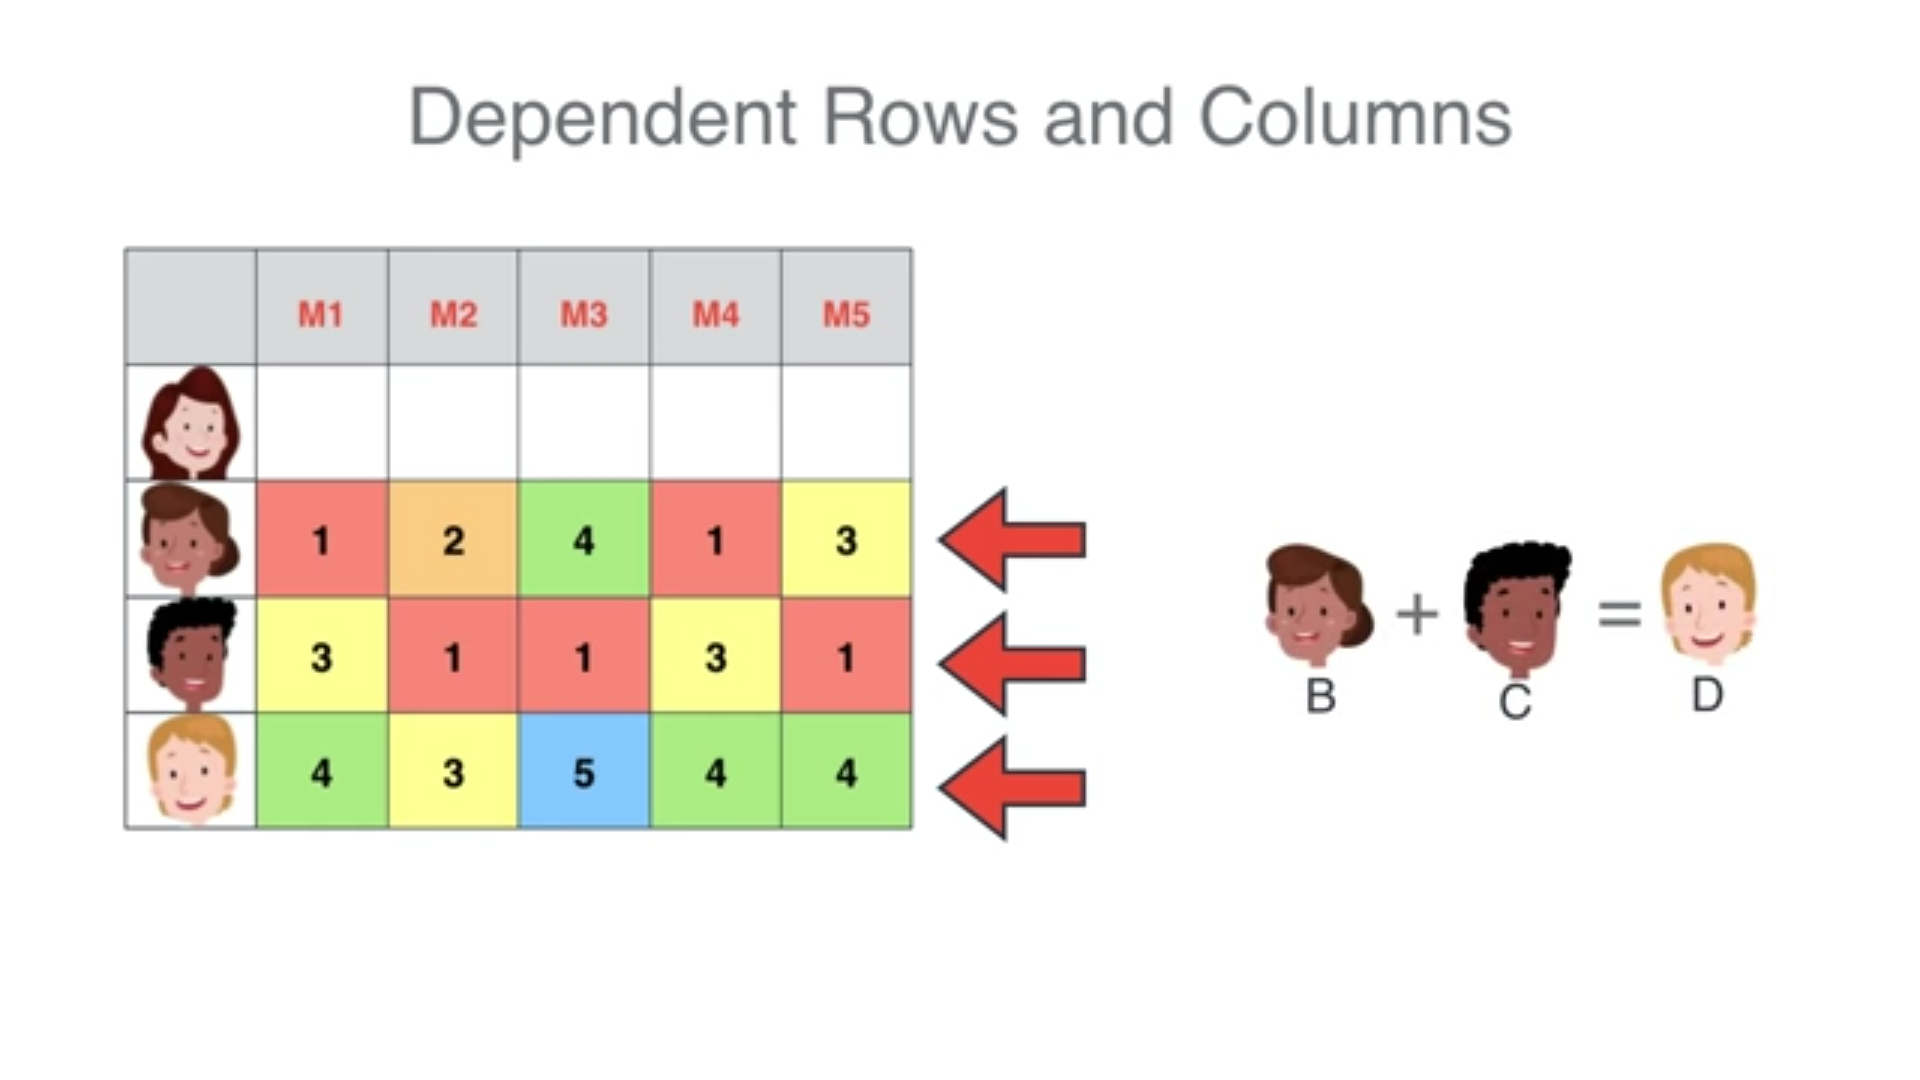 Dependent Rows and Columns
M1 M2 M3 M4 M5
1 2 4 1 3
3 1 1 3 1
4 3 5 4 4
+ =
B C D